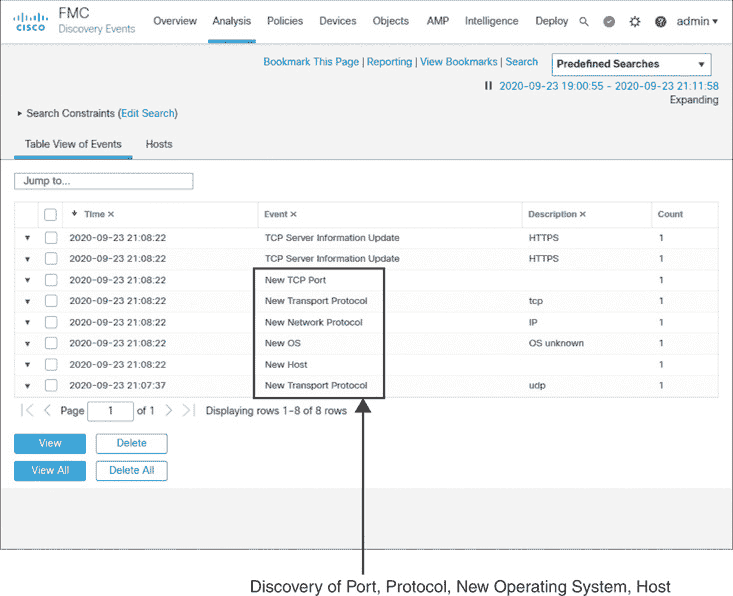 CISCO
FMC
Discovery Events
Overview Analysis Policies Devices Objects AMP Intelligence Deploy admin
Bookmark This Page | Reporting | View Bookmarks | Search Predefined Searches
2020-09-23 19:00:55 - 2020-09-23 21:11:58
Expanding
Search Constraints (Edit Search)
Table View of Events Hosts
Jump to...
Time × Event × Description × Count
2020-09-23 21:08:22 TCP Server Information Update HTTPS 1
2020-09-23 21:08:22 TCP Server Information Update HTTPS 1
2020-09-23 21:08:22 New TCP Port 1
2020-09-23 21:08:22 New Transport Protocol tcp 1
2020-09-23 21:08:22 New Network Protocol IP 1
2020-09-23 21:08:22 New OS OS unknown 1
2020-09-23 21:08:22 New Host 1
2020-09-23 21:07:37 New Transport Protocol udp 1
Page 1 of 1 Displaying rows 1-8 of 8 rows
View Delete
View All Delete All
Discovery of Port, Protocol, New Operating System, Host